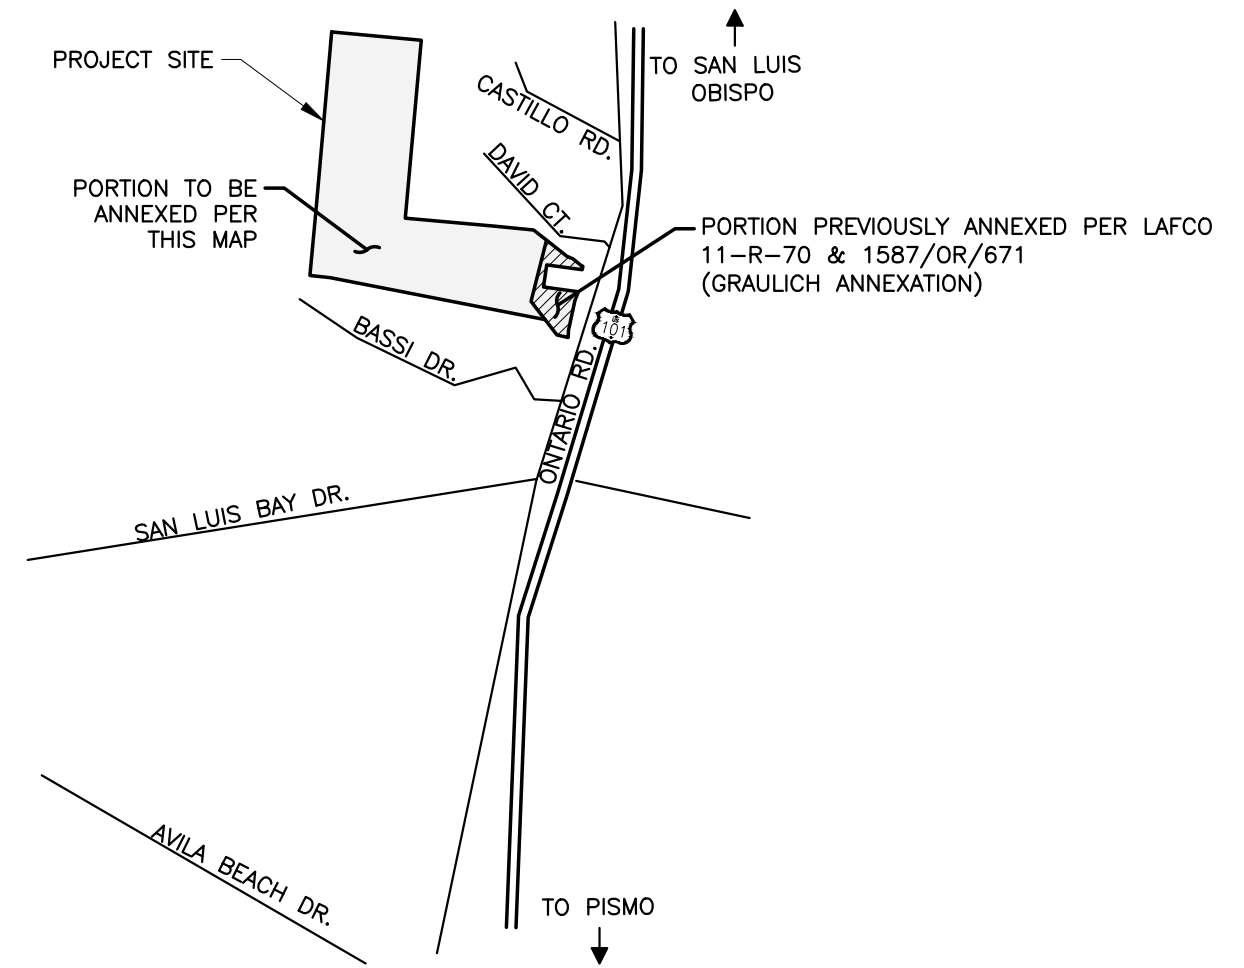 PROJECT SITE
TO SAN LUIS
OBISPO
CASTILLO RD.
DAVID CT.
PORTION TO BE
ANNEXED PER
THIS MAP
PORTION PREVIOUSLY ANNEXED PER LAFCO
11-R-70 & 1587/OR/671
(GRAULICH ANNEXATION)
101
BASSI DR.
ONTARIO RD.
SAN LUIS BAY DR.
AVILA BEACH DR.
TO PISMO